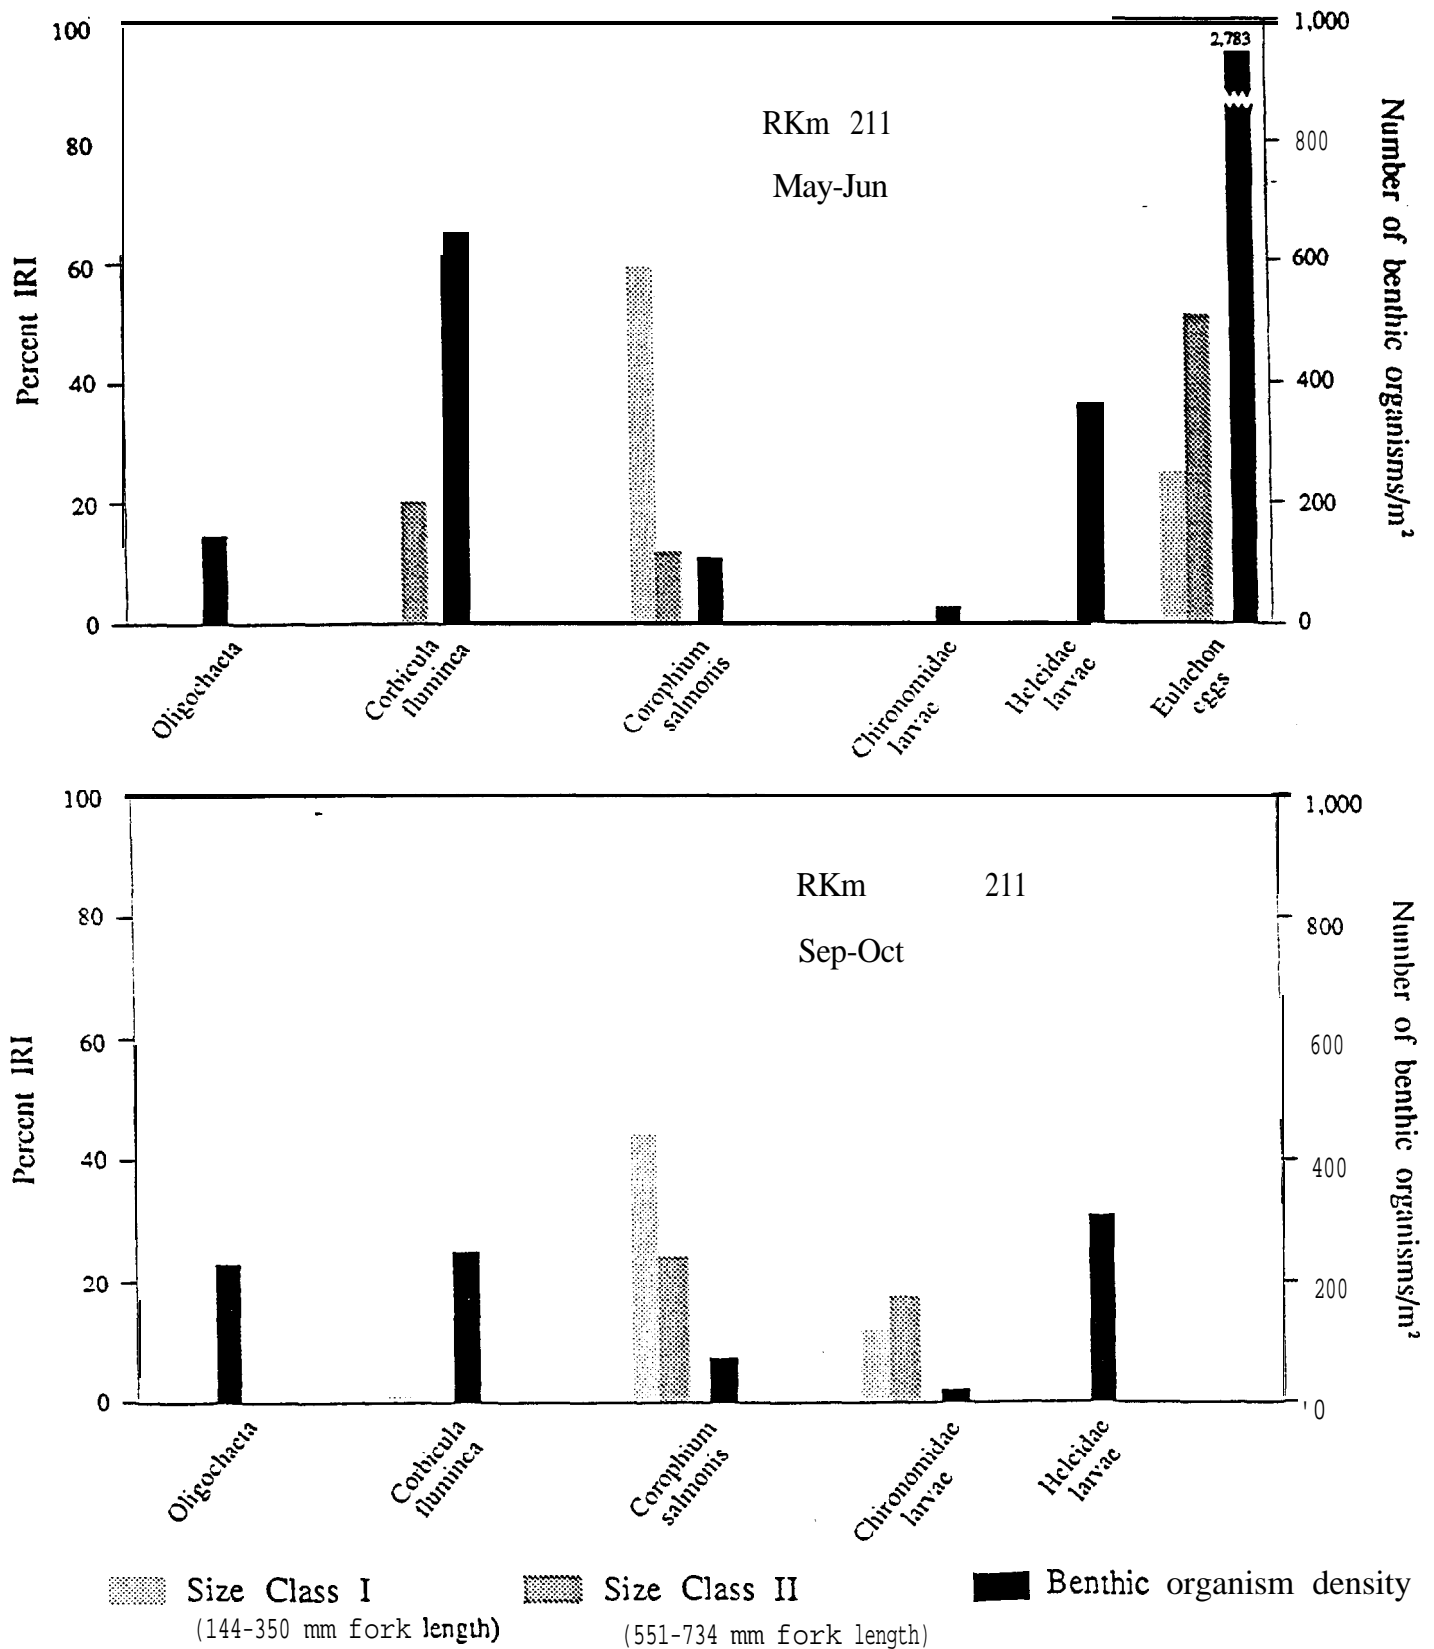 100
1,000
2,783
RKm 211
80
800
May-Jun
Percent IRI
Number of benthic organisms/m²
60
600
40
400
20
200
0
0
Oligochaeta
Corbicula
fluminea
Corophium
salmonis
Chironomidae
larvae
Heleidae
larvae
Eulachon
eggs
100
1,000
RKm 211
80
800
Sep-Oct
Percent IRI
Number of benthic organisms/m²
60
600
40
400
20
200
0
0
Oligochaeta
Corbicula
fluminea
Corophium
salmonis
Chironomidae
larvae
Heleidae
larvae
Size Class I
(144-350 mm fork length)
Size Class II
(551-734 mm fork length)
Benthic organism density